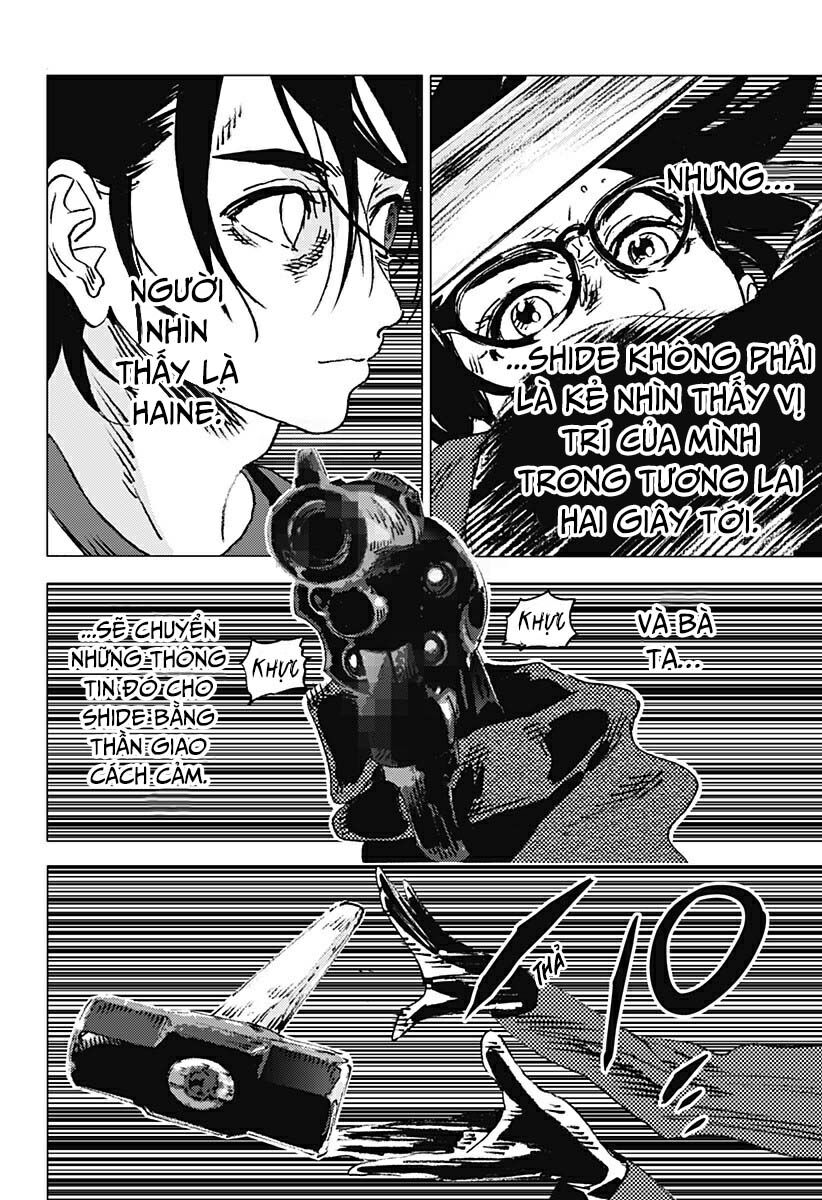 NHƯNG...
...SHIDE KHÔNG PHẢI
LÀ KẺ NHÌN THẤY VỊ
TRÍ CỦA MÌNH
TRONG TƯƠNG LAI
HAI GIÂY TỚI.
NGƯỜI
NHÌN
THẤY LÀ
HAINE.
VÀ BÀ
TA...
KHỰC
KHỰC
...SẼ CHUYỂN
NHỮNG THÔNG
TIN ĐÓ CHO
SHIDE BẰNG
THẦN GIAO
CÁCH CẢM.
THẢ